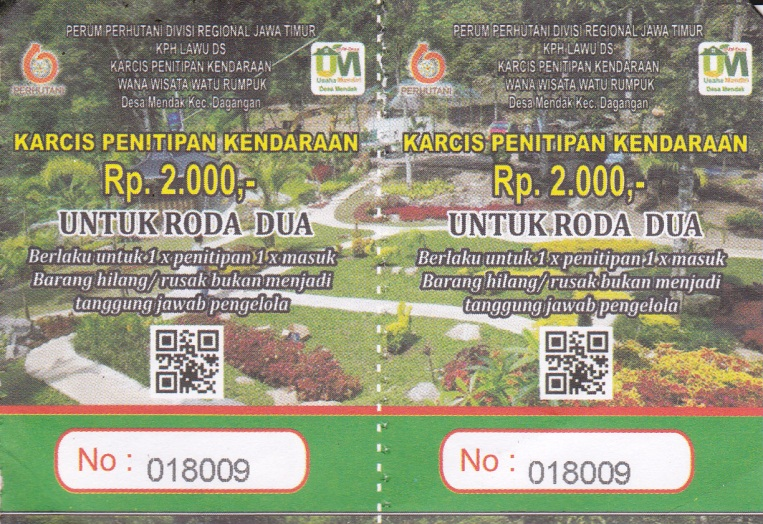 PERUM PERHUTANI DIVISI REGIONAL JAWA TIMUR
KPH LAWU DS
KARCIS PENITIPAN KENDARAAN
WANA WISATA WATU RUMPUK
Desa Mendak Kec. Dagangan
PERHUTANI
UM
Usaha Mandiri
Desa Mendak
KARCIS PENITIPAN KENDARAAN
Rp. 2.000,-
UNTUK RODA DUA
Berlaku untuk 1 x penitipan 1 x masuk
Barang hilang/ rusak bukan menjadi
tanggung jawab pengelola
No : 018009
PERUM PERHUTANI DIVISI REGIONAL JAWA TIMUR
KPH LAWU DS
KARCIS PENITIPAN KENDARAAN
WANA WISATA WATU RUMPUK
Desa Mendak Kec. Dagangan
PERHUTANI
UM
Usaha Mandiri
Desa Mendak
KARCIS PENITIPAN KENDARAAN
Rp. 2.000,-
UNTUK RODA DUA
Berlaku untuk 1 x penitipan 1 x masuk
Barang hilang/ rusak bukan menjadi
tanggung jawab pengelola
No : 018009